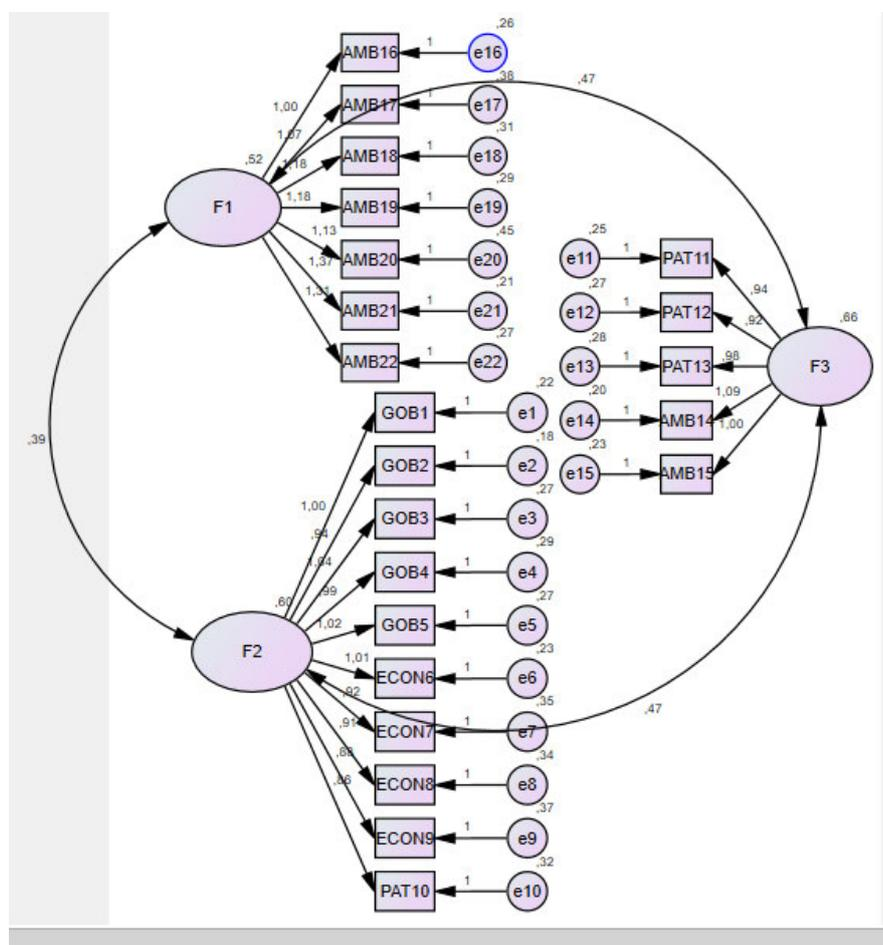 ,26
AMB16 1 e16
,38
,47
AMB17 1 e17
1,00
,31
1,07
AMB18 1 e18
,52
1,18
,29
F1
1,18
AMB19 1 e19
1,13
,45
AMB20 1 e20
1,37
,21
AMB21 1 e21
1,31
,27
AMB22 1 e22
,25
e11 1 PAT11
,94
,27
e12 1 PAT12
,92
,66
,28
e13 1 PAT13
,98
F3
,20
1,09
e14 1 AMB14
1,00
,23
e15 1 AMB15
,39
,22
GOB1 1 e1
,18
GOB2 1 e2
1,00
,27
,94
GOB3 1 e3
1,04
,29
GOB4 1 e4
,99
,60
,27
1,02
GOB5 1 e5
F2
,23
1,01
ECON6 1 e6
,92
,35
,47
ECON7 1 e7
,91
,34
,88
ECON8 1 e8
,86
,37
ECON9 1 e9
,32
PAT10 1 e10